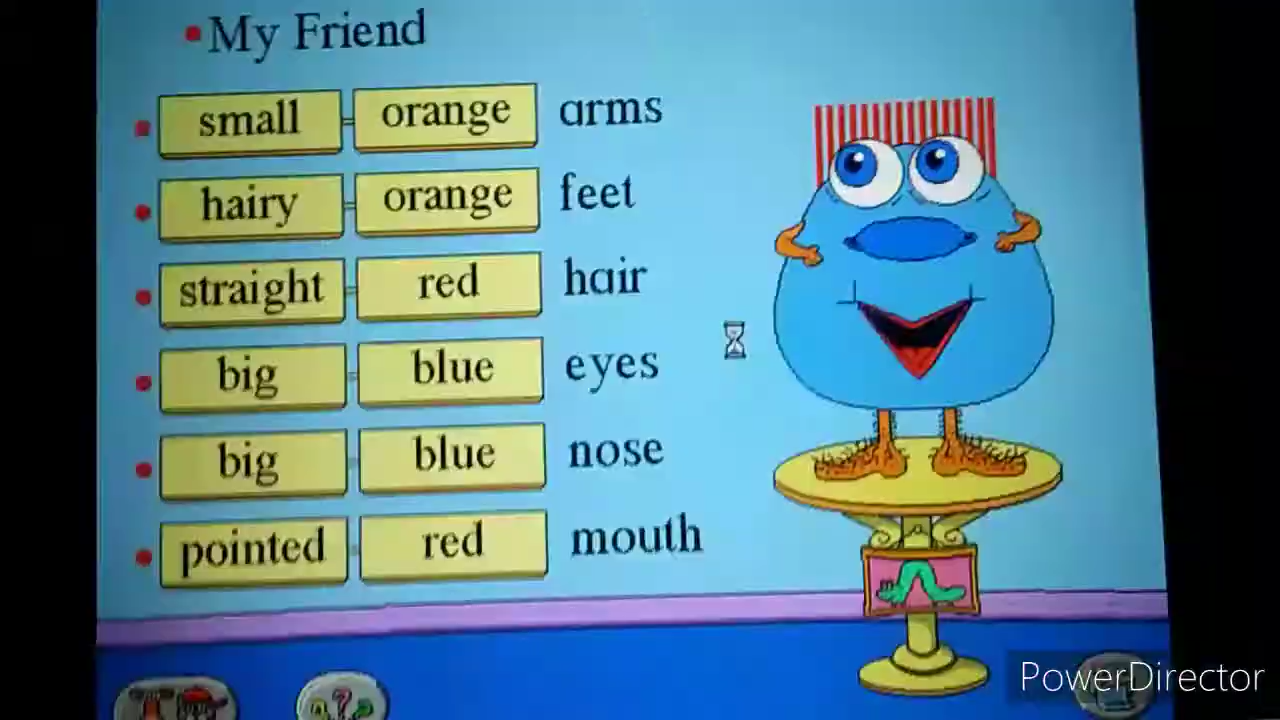 My Friend
small orange arms
hairy orange feet
straight red hair
big blue eyes
big blue nose
pointed red mouth
PowerDirector